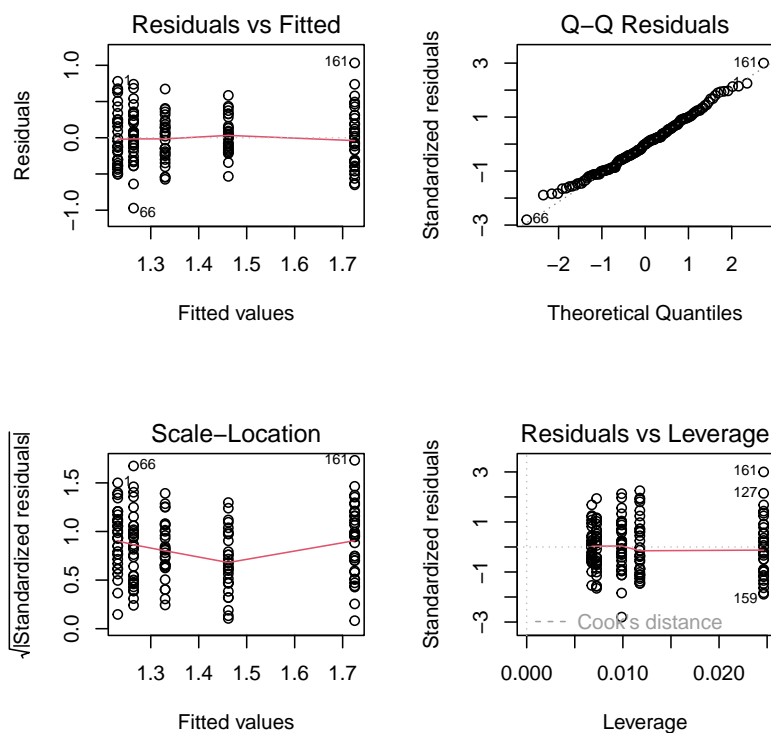 Residuals vs Fitted
Residuals
1.0
0.0
−1.0
161
1
66
1.3 1.4 1.5 1.6 1.7
Fitted values
Q−Q Residuals
Standardized residuals
3
1
−1
−3
161
1
66
−2 −1 0 1 2
Theoretical Quantiles
Scale−Location
√|Standardized residuals|
1.5
1.0
0.5
0.0
66
1
161
1.3 1.4 1.5 1.6 1.7
Fitted values
Residuals vs Leverage
Standardized residuals
3
1
−1
−3
161
127
159
Cook's distance
0.000 0.010 0.020
Leverage